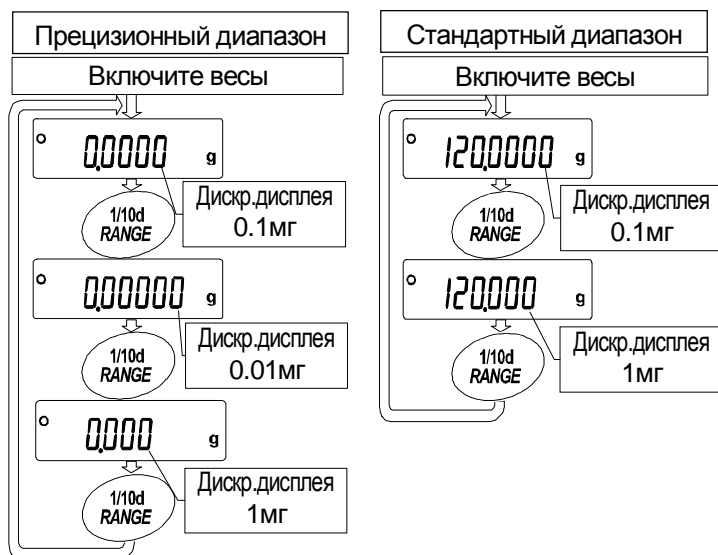 Прецизионный диапазон
Включите весы
0.0000 g
1/10d
RANGE
Дискр.дисплея
0.1мг
0.00000 g
1/10d
RANGE
Дискр.дисплея
0.01мг
0.000 g
1/10d
RANGE
Дискр.дисплея
1мг
Стандартный диапазон
Включите весы
120.0000 g
1/10d
RANGE
Дискр.дисплея
0.1мг
120.000 g
1/10d
RANGE
Дискр.дисплея
1мг